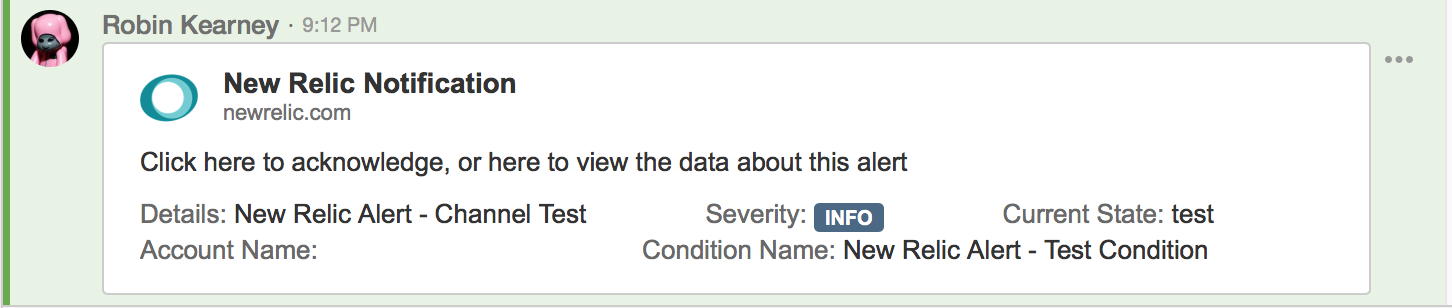 Robin Kearney · 9:12 PM
New Relic Notification
newrelic.com
Click here to acknowledge, or here to view the data about this alert
Details: New Relic Alert - Channel Test Severity: INFO Current State: test
Account Name: Condition Name: New Relic Alert - Test Condition